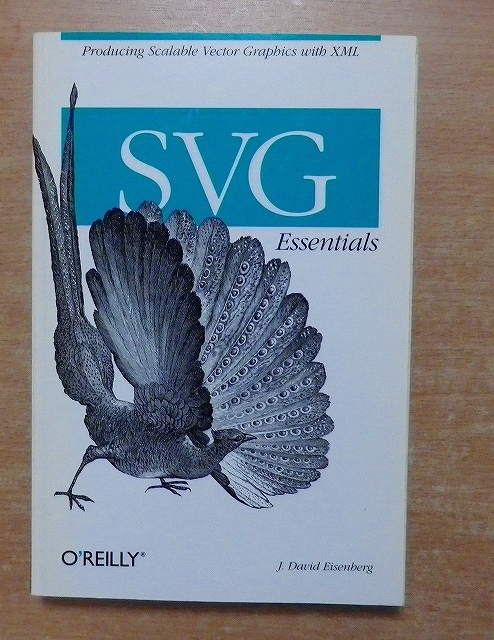 Producing Scalable Vector Graphics with XML
SVG
Essentials
O'REILLY®
J. David Eisenberg